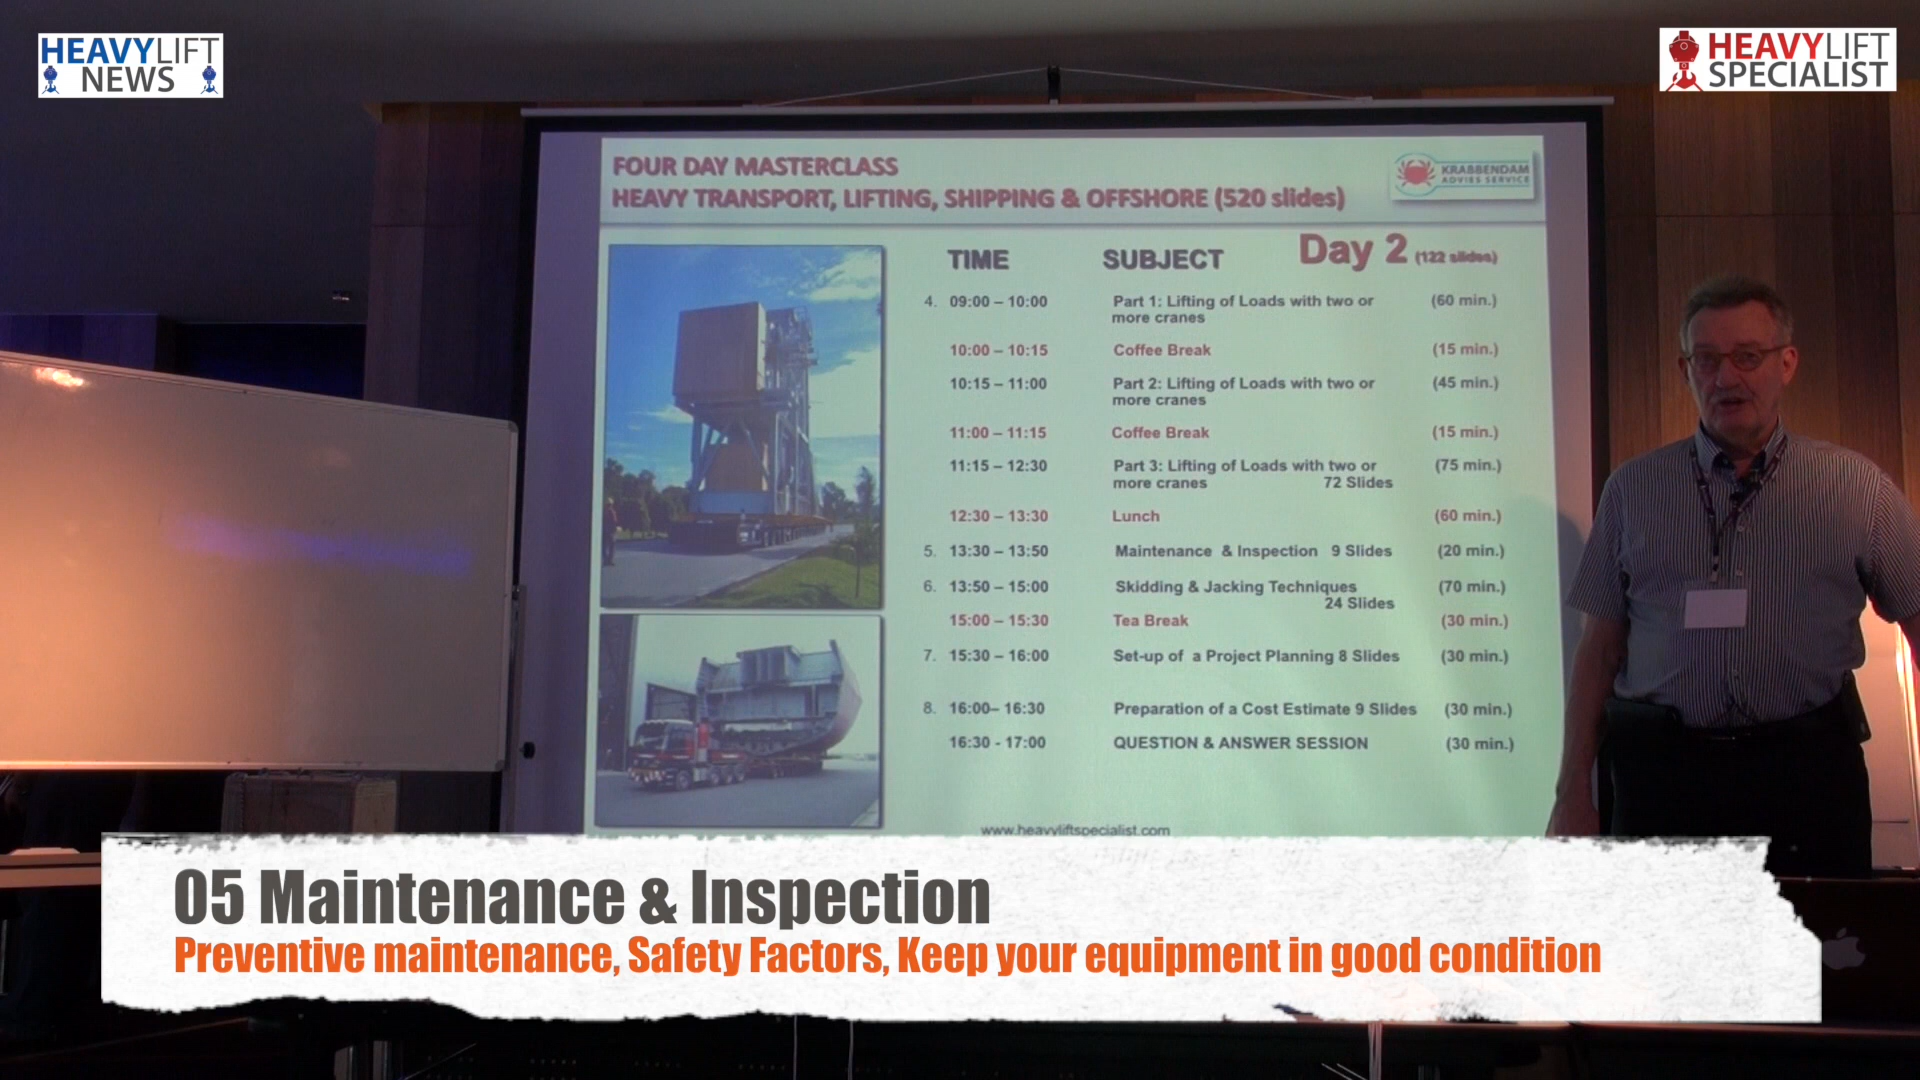 HEAVYLIFT
NEWS
HEAVYLIFT
SPECIALIST
FOUR DAY MASTERCLASS
HEAVY TRANSPORT, LIFTING, SHIPPING & OFFSHORE (520 slides)
KRABBENDAM
ADVIES SERVICE
TIME SUBJECT Day 2 (122 slides)
4. 09:00 – 10:00 Part 1: Lifting of Loads with two or (60 min.)
more cranes
10:00 – 10:15 Coffee Break (15 min.)
10:15 – 11:00 Part 2: Lifting of Loads with two or (45 min.)
more cranes
11:00 – 11:15 Coffee Break (15 min.)
11:15 – 12:30 Part 3: Lifting of Loads with two or (75 min.)
more cranes 72 Slides
12:30 – 13:30 Lunch (60 min.)
5. 13:30 – 13:50 Maintenance & Inspection 9 Slides (20 min.)
6. 13:50 – 15:00 Skidding & Jacking Techniques (70 min.)
24 Slides
15:00 – 15:30 Tea Break (30 min.)
7. 15:30 – 16:00 Set-up of a Project Planning 8 Slides (30 min.)
8. 16:00– 16:30 Preparation of a Cost Estimate 9 Slides (30 min.)
16:30 - 17:00 QUESTION & ANSWER SESSION (30 min.)
www.heavyliftspecialist.com
05 Maintenance & Inspection
Preventive maintenance, Safety Factors, Keep your equipment in good condition